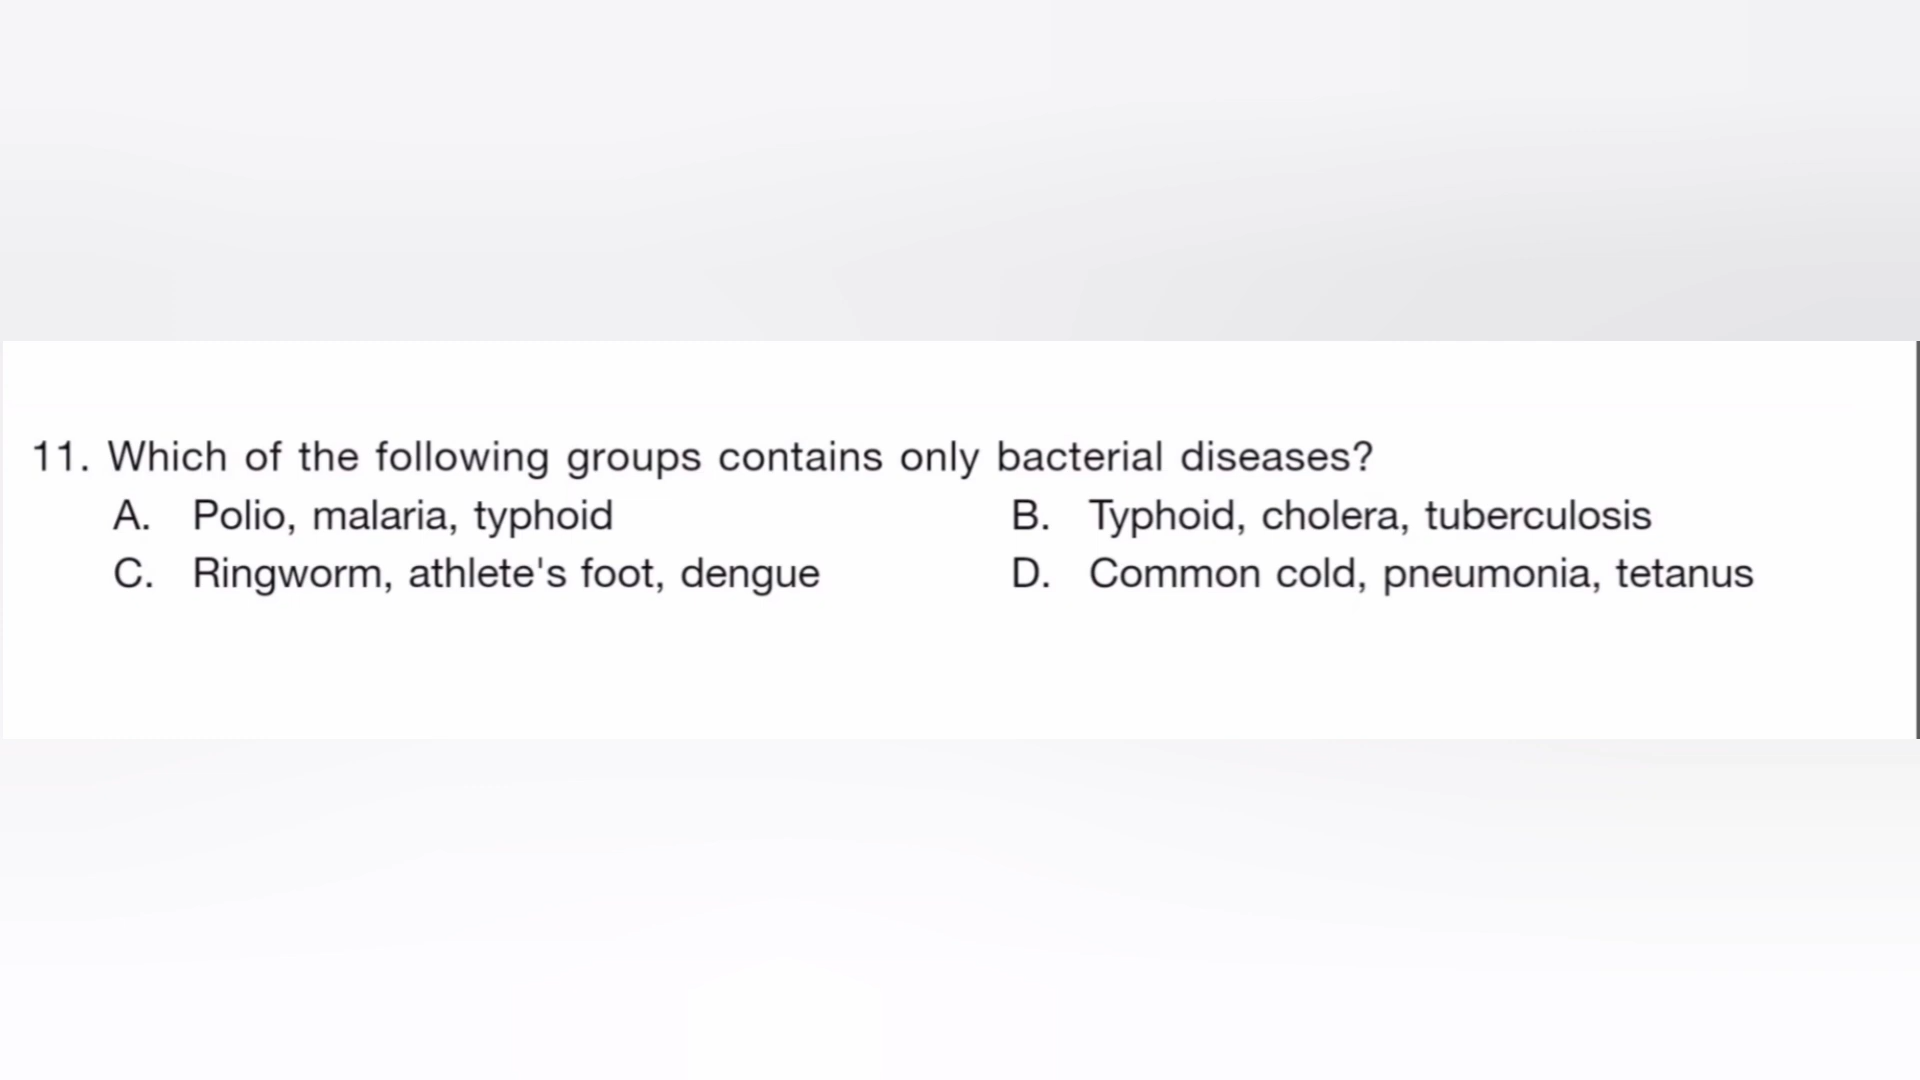 11. Which of the following groups contains only bacterial diseases?
A. Polio, malaria, typhoid B. Typhoid, cholera, tuberculosis
C. Ringworm, athlete's foot, dengue D. Common cold, pneumonia, tetanus